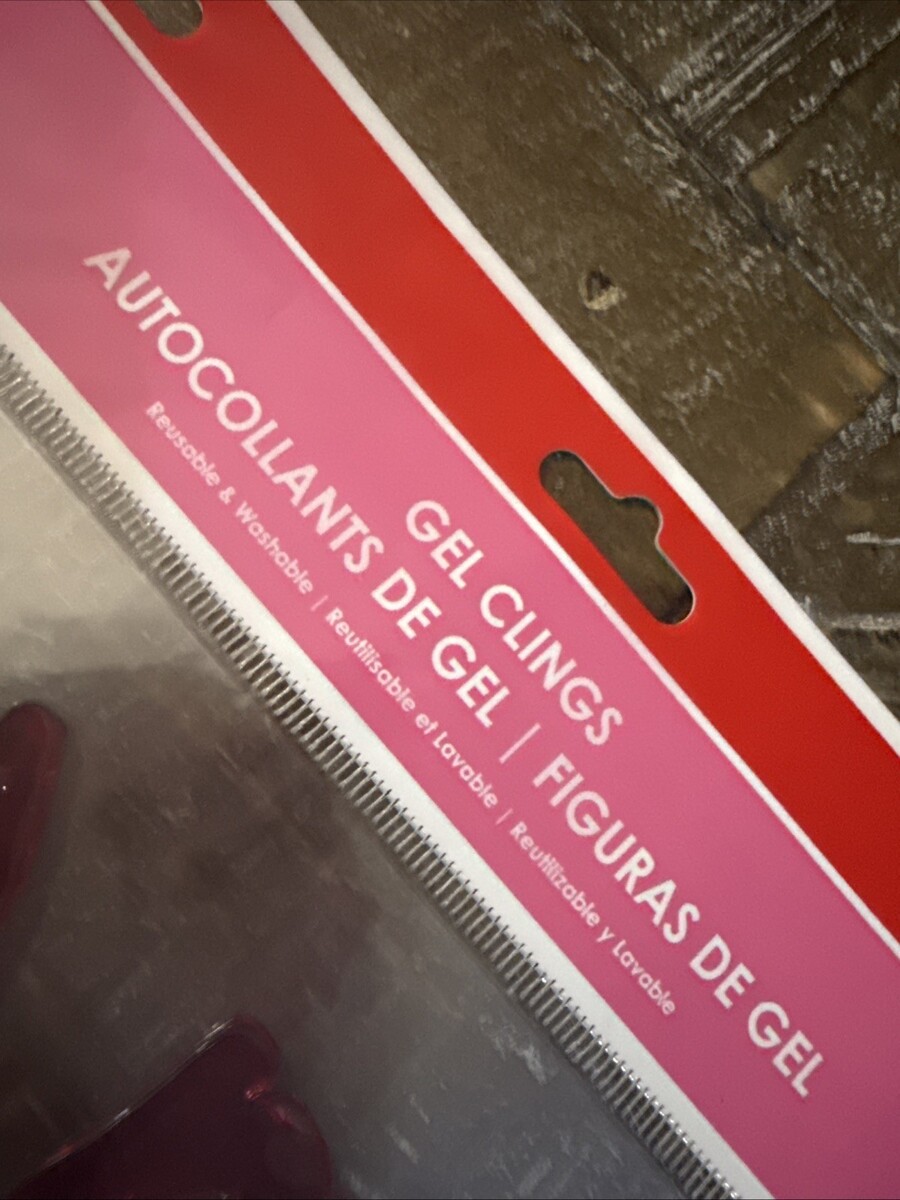 GEL CLINGS
AUTOCOLLANTS DE GEL | FIGURAS DE GEL
Reusable & Washable | Reutilisable et Lavable | Reutilizable y Lavable